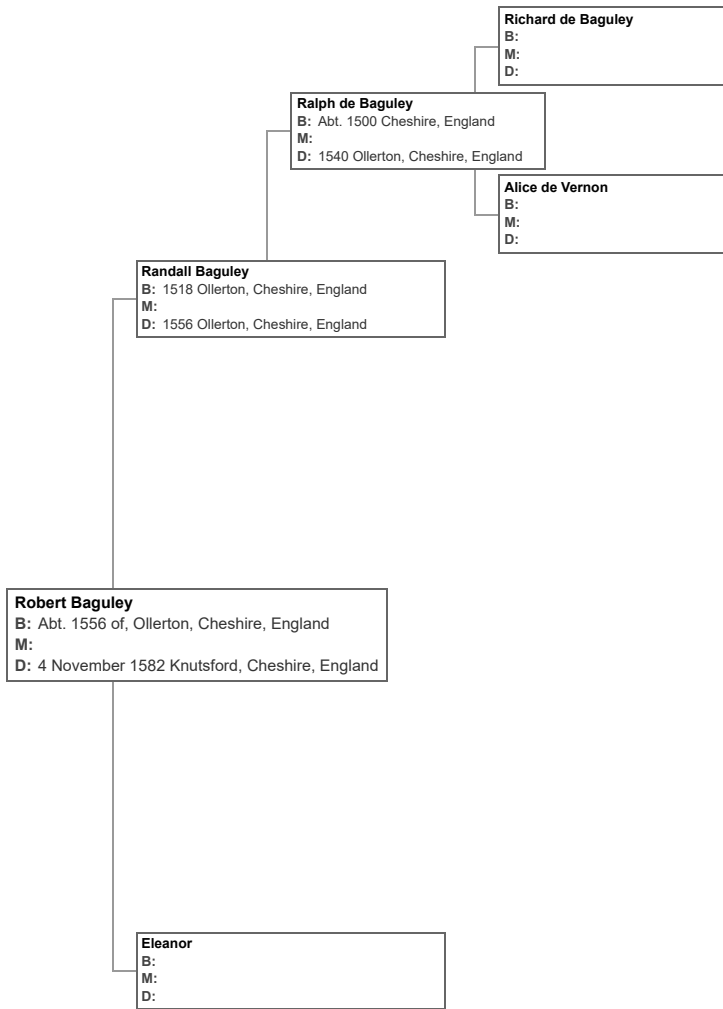 Richard de Baguley
B:
M:
D:
Ralph de Baguley
B: Abt. 1500 Cheshire, England
M:
D: 1540 Ollerton, Cheshire, England
Alice de Vernon
B:
M:
D:
Randall Baguley
B: 1518 Ollerton, Cheshire, England
M:
D: 1556 Ollerton, Cheshire, England
Robert Baguley
B: Abt. 1556 of, Ollerton, Cheshire, England
M:
D: 4 November 1582 Knutsford, Cheshire, England
Eleanor
B:
M:
D: